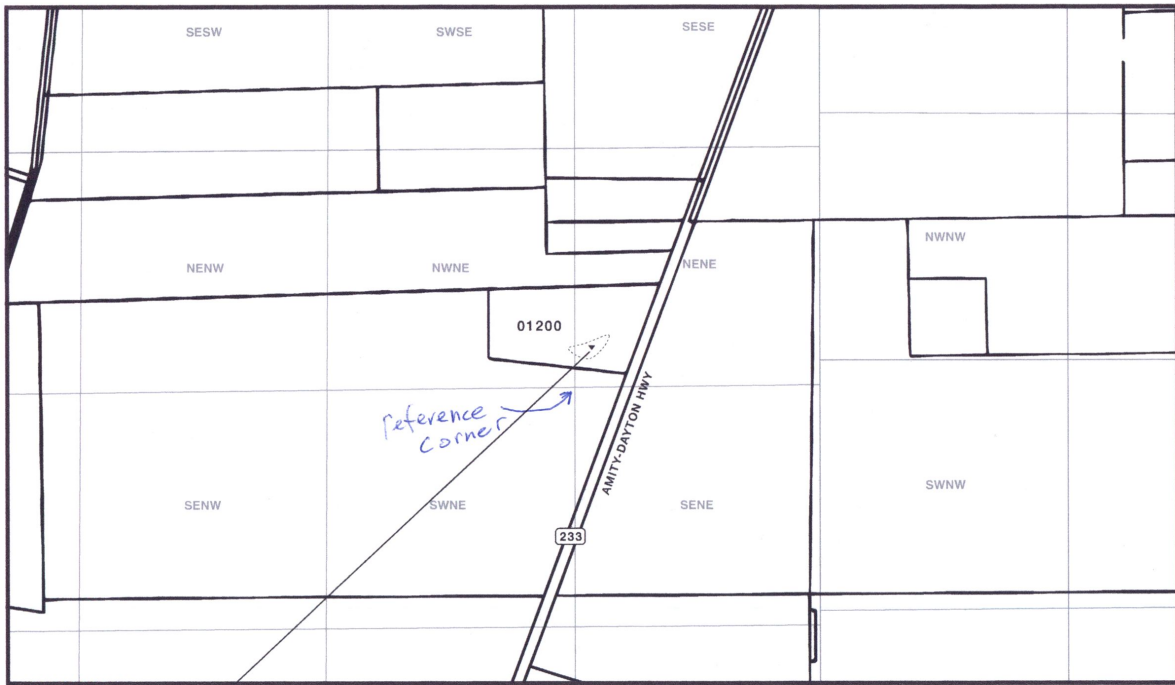 SESW
SWSE
SESE
NENW
NWNE
NENE
NWNW
01200
reference
corner
AMITY-DAYTON HWY
SENW
SWNE
SENE
SWNW
233